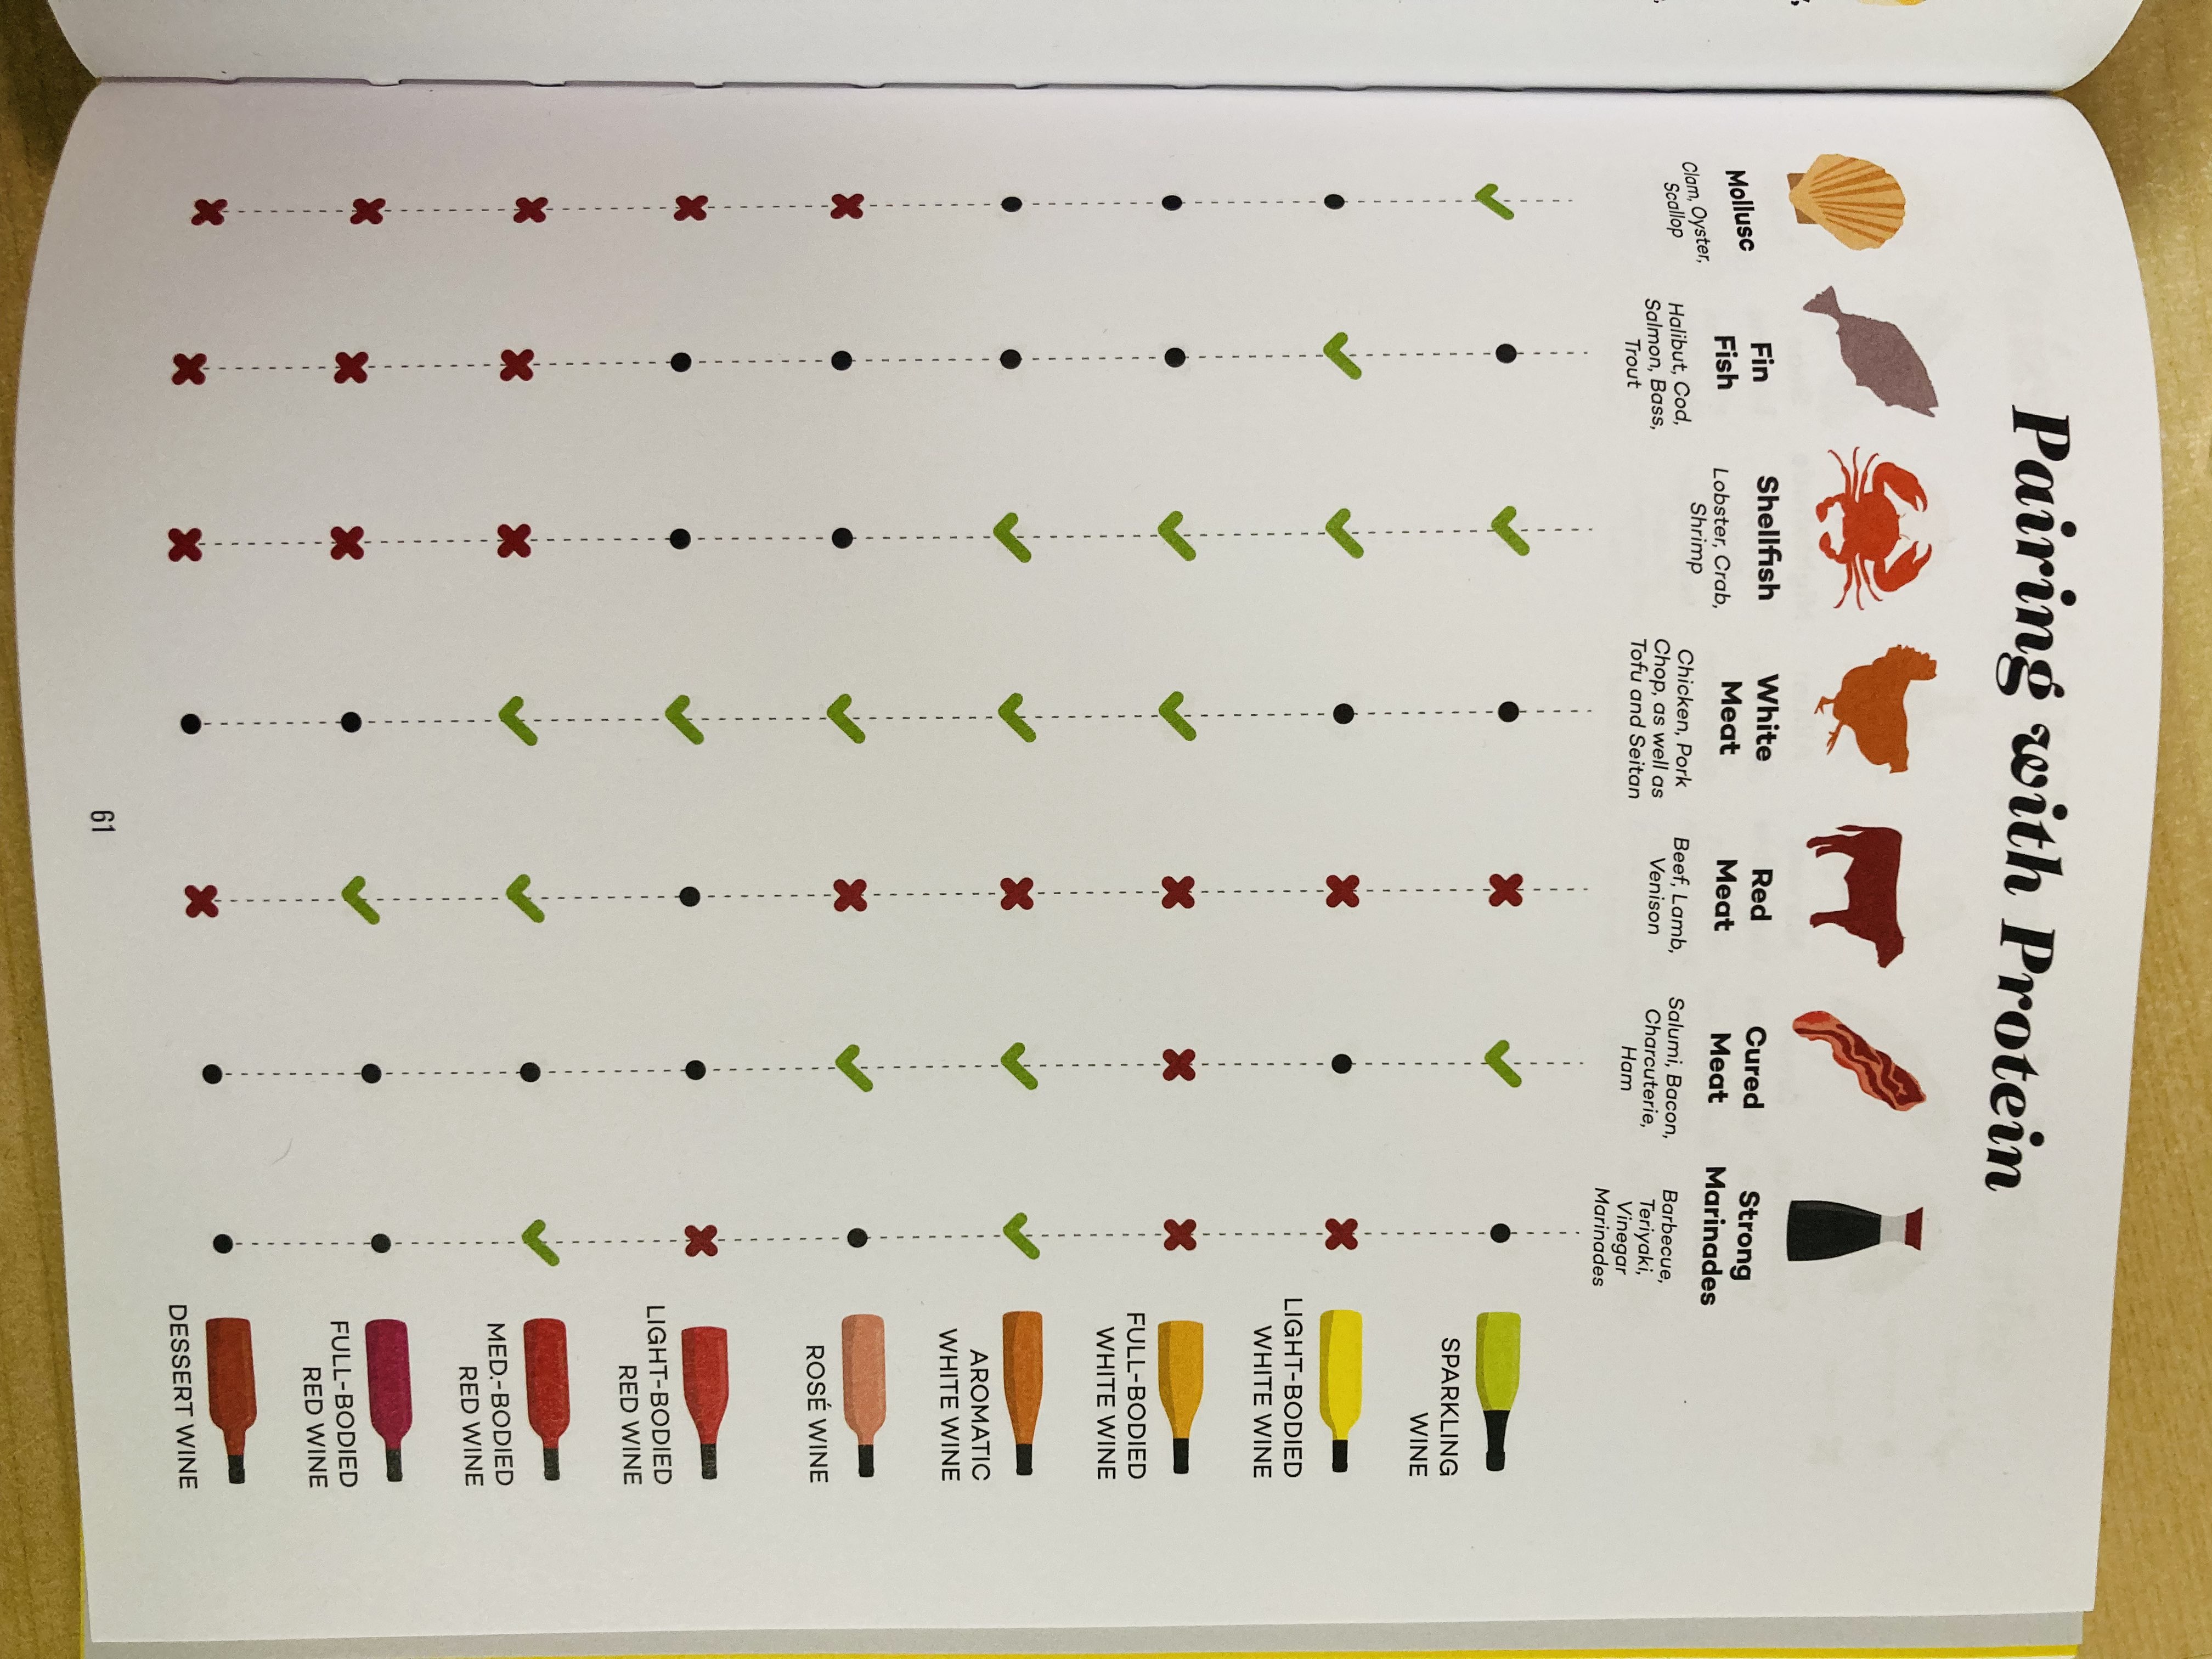 Pairing with Protein
Mollusc
Clam, Oyster,
Scallop
Fin
Fish
Halibut, Cod,
Salmon, Bass,
Trout
Shellfish
Lobster, Crab,
Shrimp
White
Meat
Chicken, Pork
Chop, as well as
Tofu and Seitan
Red
Meat
Beef, Lamb,
Venison
Cured
Meat
Salumi, Bacon,
Charcuterie,
Ham
Strong
Marinades
Barbecue,
Teriyaki,
Vinegar
Marinades
SPARKLING
WINE
LIGHT-BODIED
WHITE WINE
FULL-BODIED
WHITE WINE
AROMATIC
WHITE WINE
ROSÉ WINE
LIGHT-BODIED
RED WINE
MED.-BODIED
RED WINE
FULL-BODIED
RED WINE
DESSERT WINE
61